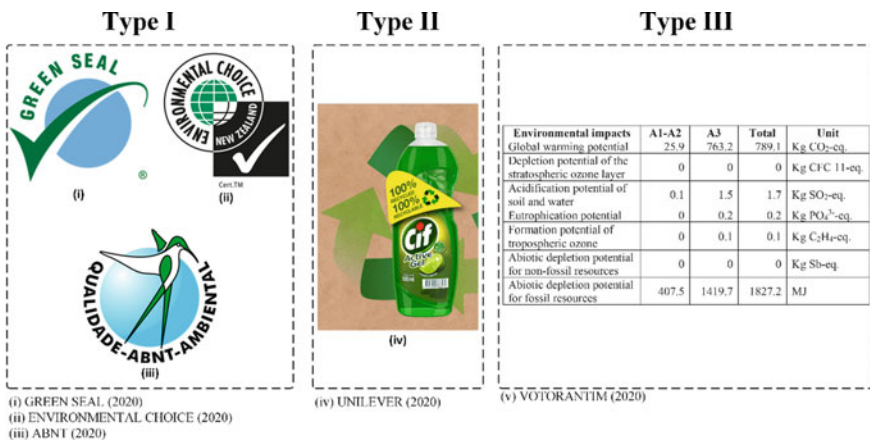 Type I
Type II
Type III
GREEN SEAL
®
(i)
ENVIRONMENTAL CHOICE
NEW ZEALAND
Cert.TM
(ii)
QUALIDADE-ABNT-AMBIENTAL
(iii)
100%
RECYCLED
100%
RECYCLABLE
Cif
Active
Gel
(iv)
Environmental impacts A1-A2 A3 Total Unit
Global warming potential 25.9 763.2 789.1 Kg CO₂-eq.
Depletion potential of the
stratospheric ozone layer 0 0 0 Kg CFC 11-eq.
Acidification potential of
soil and water 0.1 1.5 1.7 Kg SO₂-eq.
Eutrophication potential 0 0.2 0.2 Kg PO₄³⁻-eq.
Formation potential of
tropospheric ozone 0 0.1 0.1 Kg C₂H₄-eq.
Abiotic depletion potential
for non-fossil resources 0 0 0 Kg Sb-eq.
Abiotic depletion potential
for fossil resources 407.5 1419.7 1827.2 MJ
(i) GREEN SEAL (2020)
(ii) ENVIRONMENTAL CHOICE (2020)
(iii) ABNT (2020)
(iv) UNILEVER (2020)
(v) VOTORANTIM (2020)